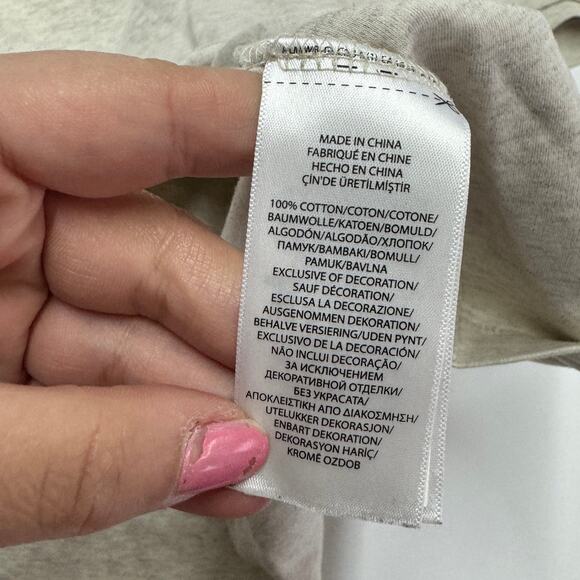 MADE IN CHINA
FABRIQUÉ EN CHINE
HECHO EN CHINA
ÇİN'DE ÜRETİLMİŞTİR
100% COTTON/COTON/COTONE/
BAUMWOLLE/KATOEN/BOMULD/
ALGODÓN/ALGODÃO/ХЛОПОК/
ПАМУК/ΒΑΜΒΑΚΙ/BOMULL/
PAMUK/BAVLNA
EXCLUSIVE OF DECORATION/
SAUF DÉCORATION/
ESCLUSA LA DECORAZIONE/
AUSGENOMMEN DEKORATION/
BEHALVE VERSIERING/UDEN PYNT/
EXCLUSIVO DE LA DECORACIÓN/
NÃO INCLUI DECORAÇÃO/
ЗА ИСКЛЮЧЕНИЕМ
ДЕКОРАТИВНОЙ ОТДЕЛКИ/
БЕЗ УКРАСАТА/
ΑΠΟΚΛΕΙΣΤΙΚΗ ΑΠΟ ΔΙΑΚΟΣΜΗΣΗ/
UTELUKKER DEKORASJON/
ENBART DEKORATION/
DEKORASYON HARİÇ/
KROMĚ OZDOB